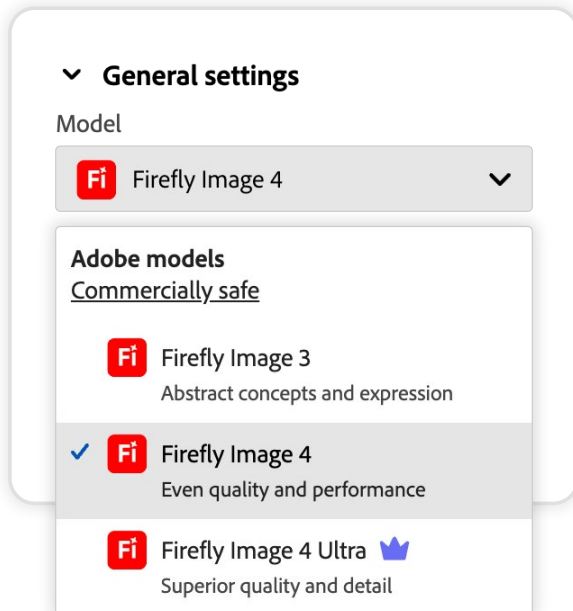 General settings
Model
Fi Firefly Image 4
Adobe models
Commercially safe
Fi Firefly Image 3
Abstract concepts and expression
Fi Firefly Image 4
Even quality and performance
Fi Firefly Image 4 Ultra
Superior quality and detail